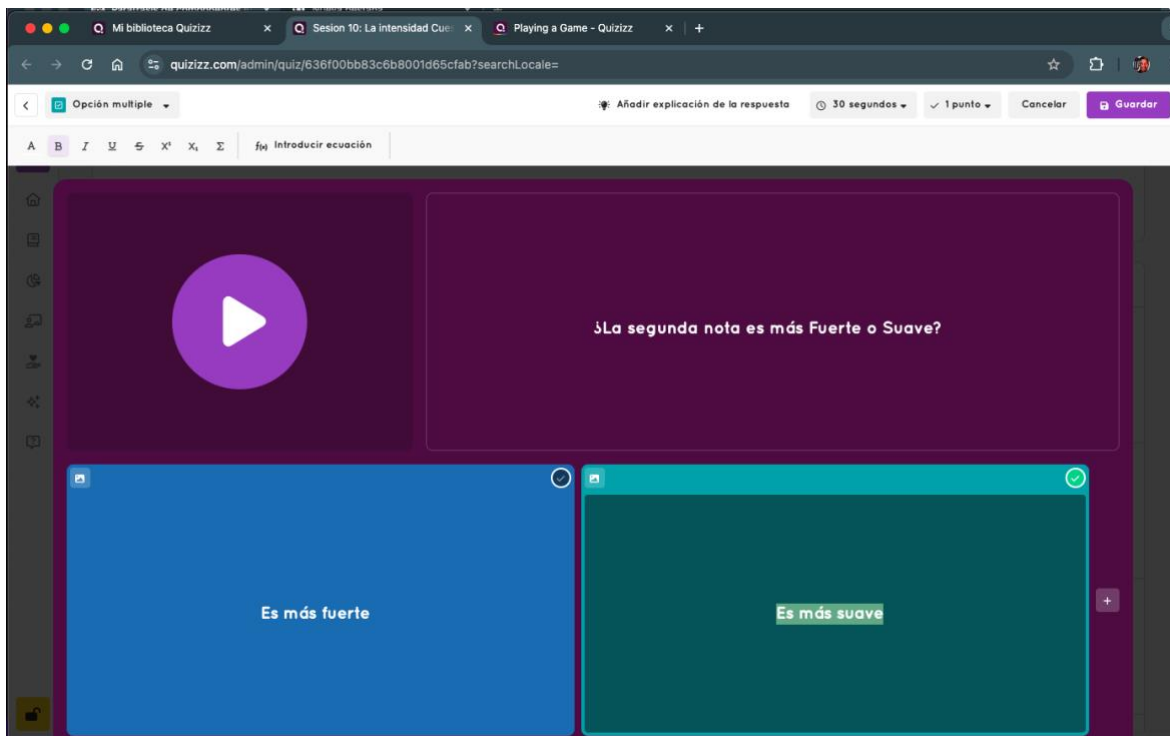 Mi biblioteca Quizizz
Sesion 10: La intensidad Cue
Playing a Game - Quizizz
quizizz.com/admin/quiz/636f00bb83c6b8001d65cfab?searchLocale=
Opción multiple
Añadir explicación de la respuesta
30 segundos
1 punto
Cancelar
Guardar
A B I U S X² X₂ Σ f(x) Introducir ecuación
¿La segunda nota es más Fuerte o Suave?
Es más fuerte
Es más suave